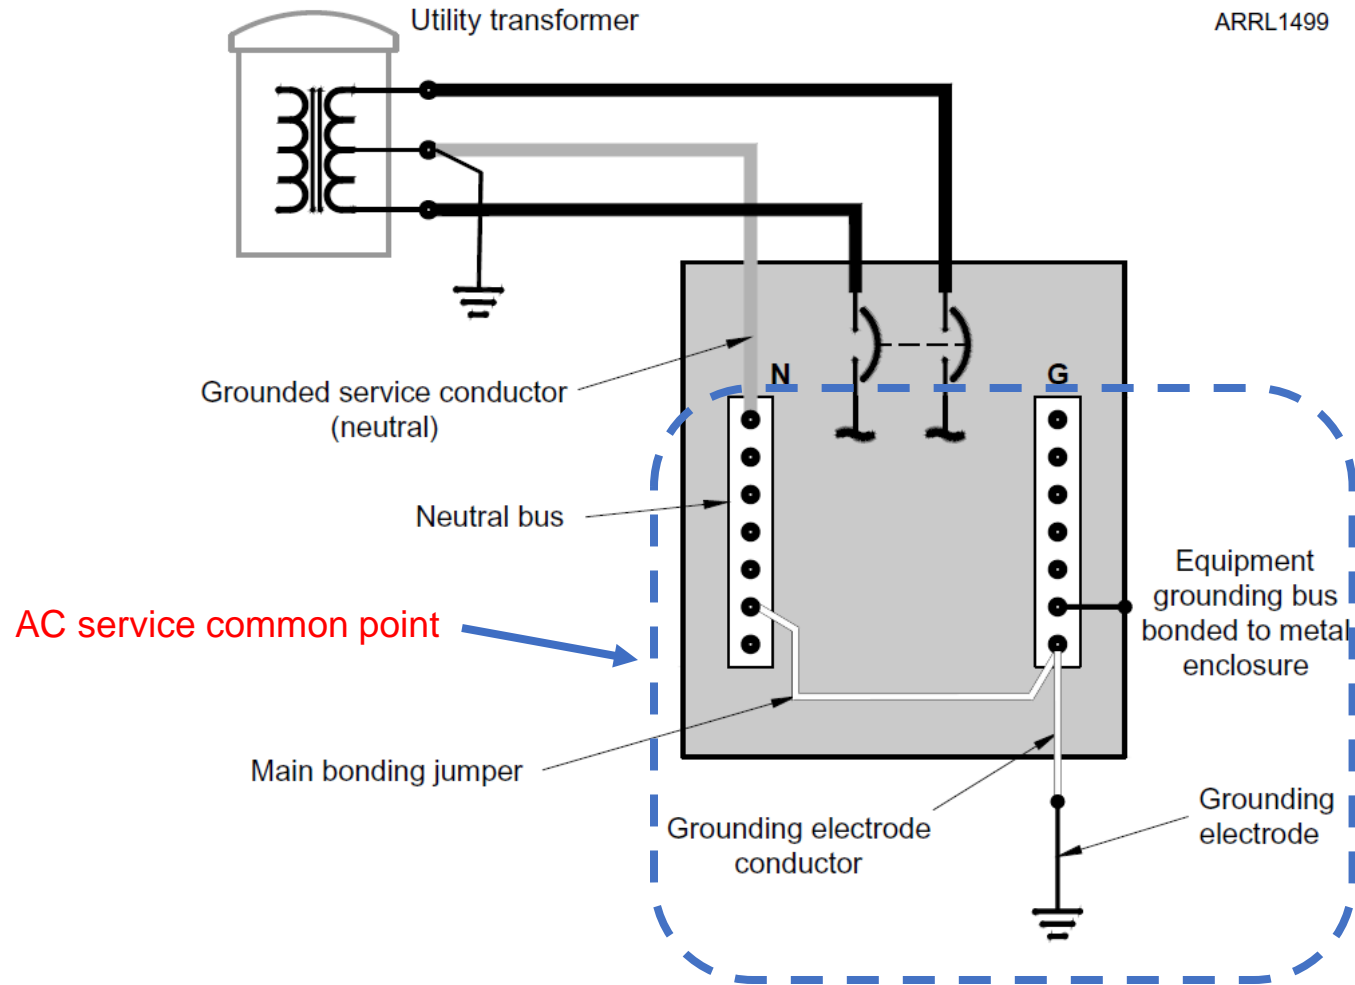 Utility transformer
ARRL1499
Grounded service conductor
(neutral)
N
G
Neutral bus
Equipment
grounding bus
bonded to metal
enclosure
AC service common point
Main bonding jumper
Grounding electrode
conductor
Grounding
electrode